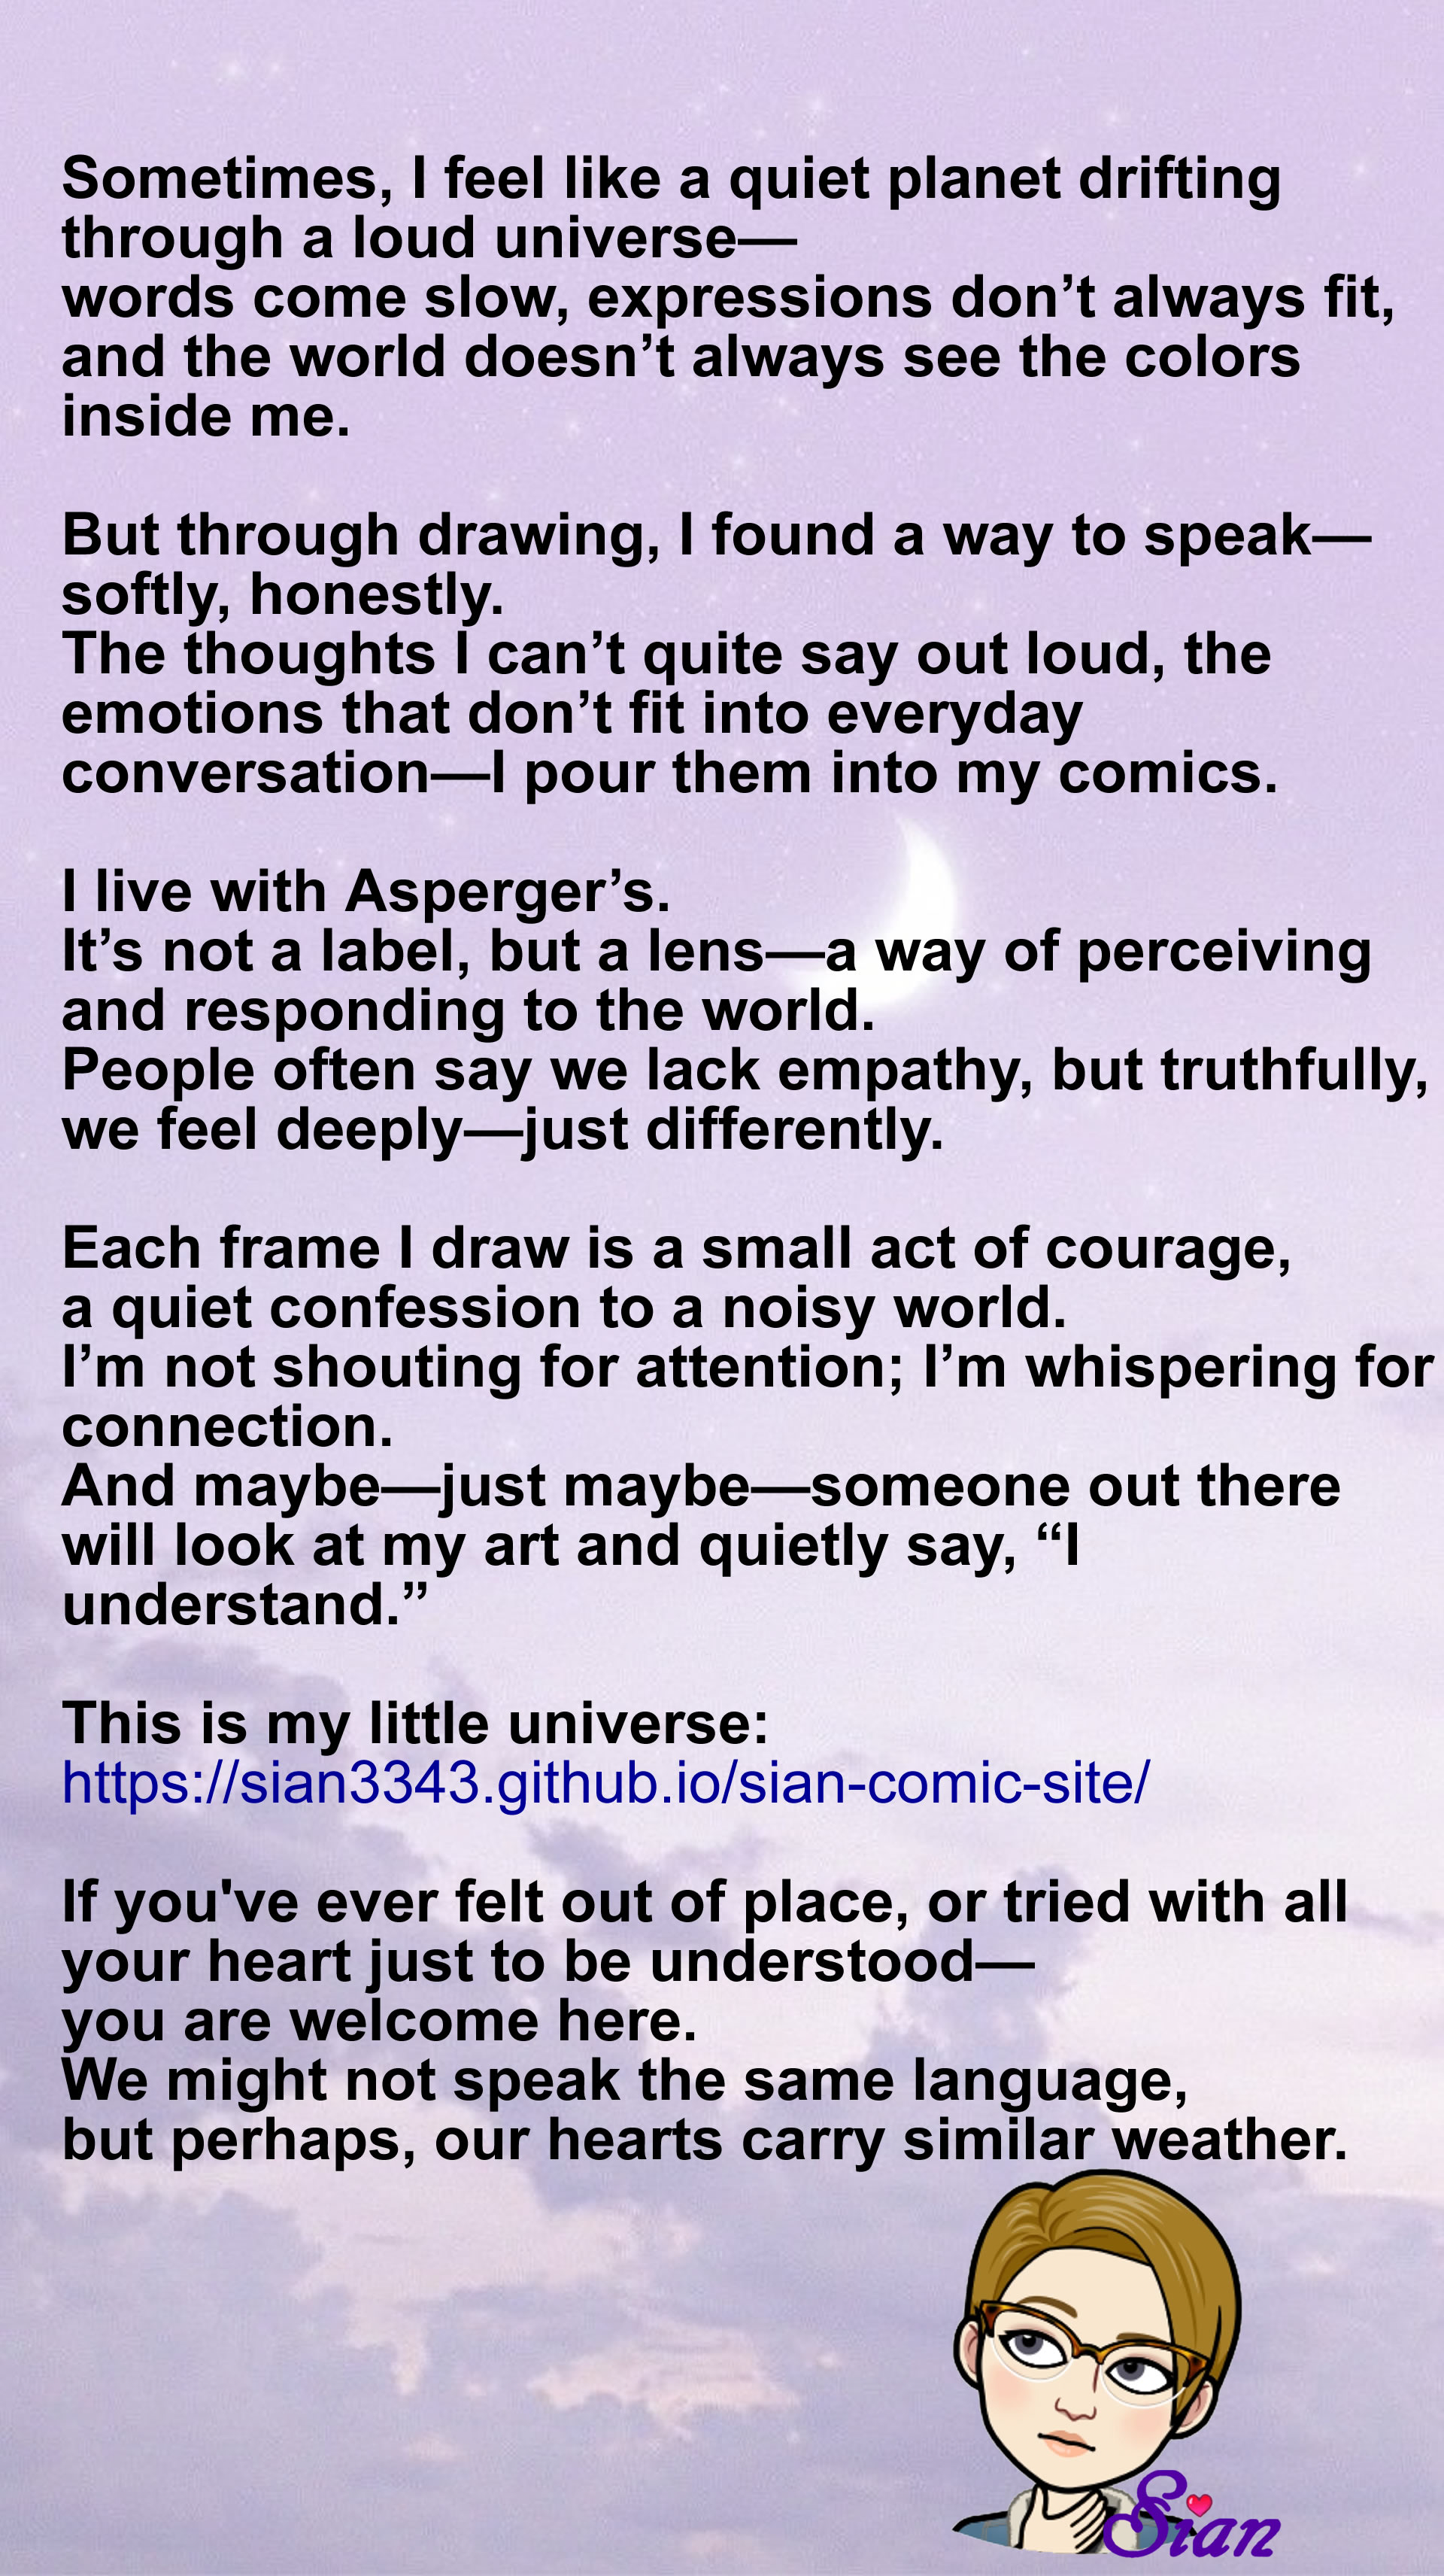 Sometimes, I feel like a quiet planet drifting
through a loud universe—
words come slow, expressions don’t always fit,
and the world doesn’t always see the colors
inside me.
But through drawing, I found a way to speak—
softly, honestly.
The thoughts I can’t quite say out loud, the
emotions that don’t fit into everyday
conversation—I pour them into my comics.
I live with Asperger’s.
It’s not a label, but a lens—a way of perceiving
and responding to the world.
People often say we lack empathy, but truthfully,
we feel deeply—just differently.
Each frame I draw is a small act of courage,
a quiet confession to a noisy world.
I’m not shouting for attention; I’m whispering for
connection.
And maybe—just maybe—someone out there
will look at my art and quietly say, “I
understand.”
This is my little universe:
https://sian3343.github.io/sian-comic-site/
If you've ever felt out of place, or tried with all
your heart just to be understood—
you are welcome here.
We might not speak the same language,
but perhaps, our hearts carry similar weather.
Sian